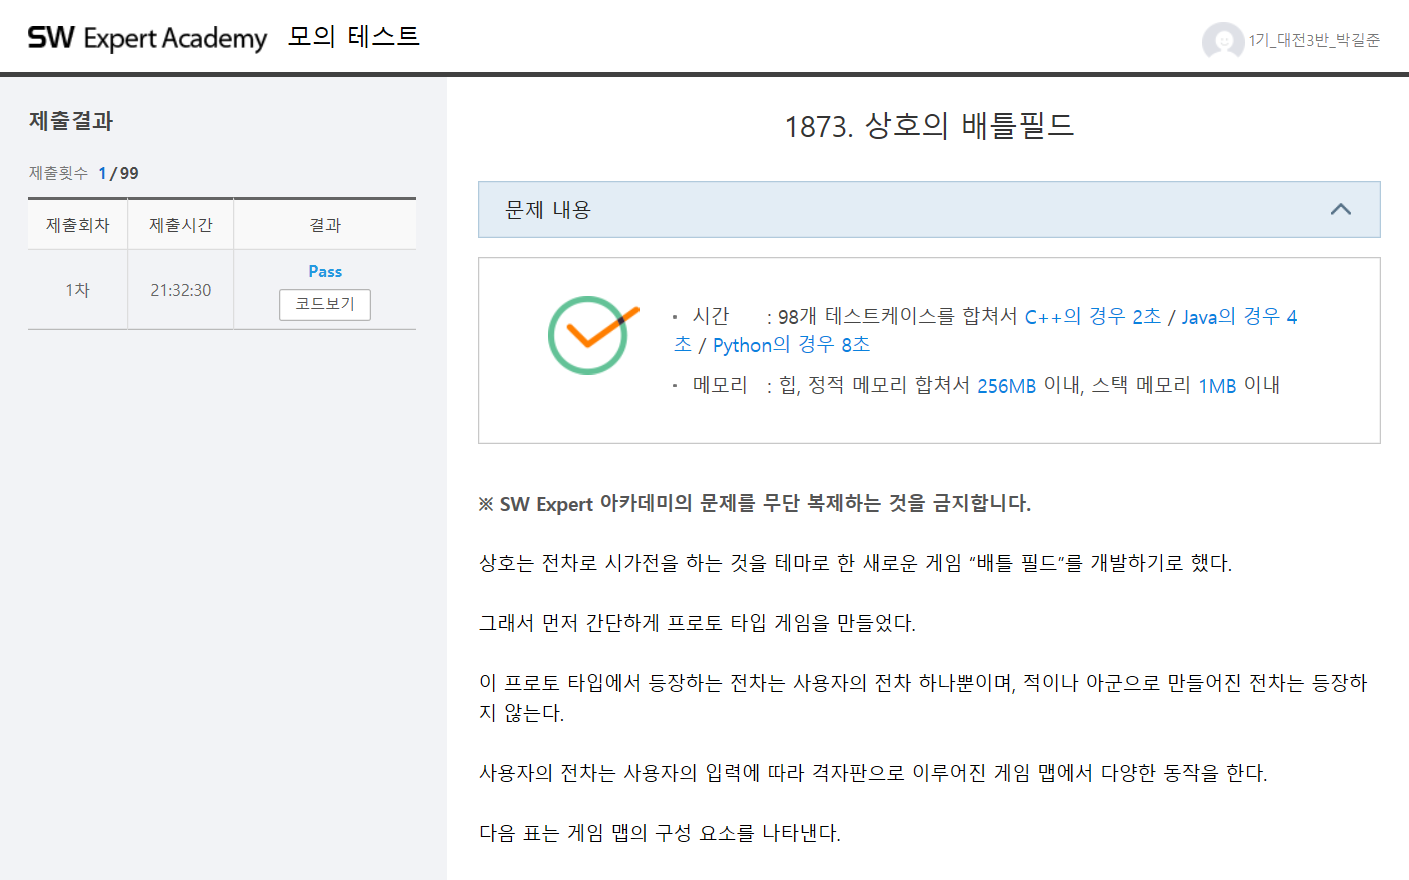 SW Expert Academy 모의 테스트
1기_대전3반_박길준
제출결과
제출횟수 1/99
제출회차 제출시간 결과
1차 21:32:30 Pass
코드보기
1873. 상호의 배틀필드
문제 내용
· 시간 : 98개 테스트케이스를 합쳐서 C++의 경우 2초 / Java의 경우 4
초 / Python의 경우 8초
· 메모리 : 힙, 정적 메모리 합쳐서 256MB 이내, 스택 메모리 1MB 이내
※ SW Expert 아카데미의 문제를 무단 복제하는 것을 금지합니다.
상호는 전차로 시가전을 하는 것을 테마로 한 새로운 게임 “배틀 필드”를 개발하기로 했다.
그래서 먼저 간단하게 프로토 타입 게임을 만들었다.
이 프로토 타입에서 등장하는 전차는 사용자의 전차 하나뿐이며, 적이나 아군으로 만들어진 전차는 등장하
지 않는다.
사용자의 전차는 사용자의 입력에 따라 격자판으로 이루어진 게임 맵에서 다양한 동작을 한다.
다음 표는 게임 맵의 구성 요소를 나타낸다.